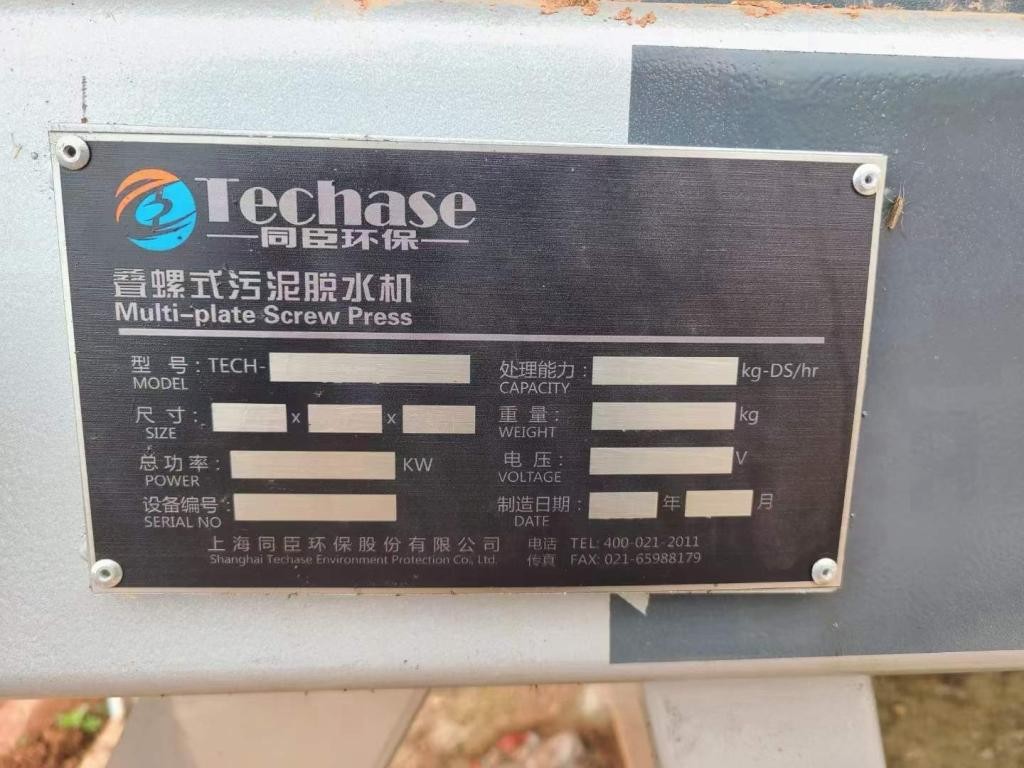 Techase
同臣环保
叠螺式污泥脱水机
Multi-plate Screw Press
型 号: TECH-
MODEL
处理能力: kg-DS/hr
CAPACITY
尺 寸: x x
SIZE
重 量: kg
WEIGHT
总 功 率: KW
POWER
电 压: V
VOLTAGE
设备编号:
SERIAL NO
制造日期: 年 月
DATE
上海同臣环保股份有限公司 电话 TEL: 400-021-2011
Shanghai Techase Environment Protection Co., Ltd. 传真 FAX: 021-65988179